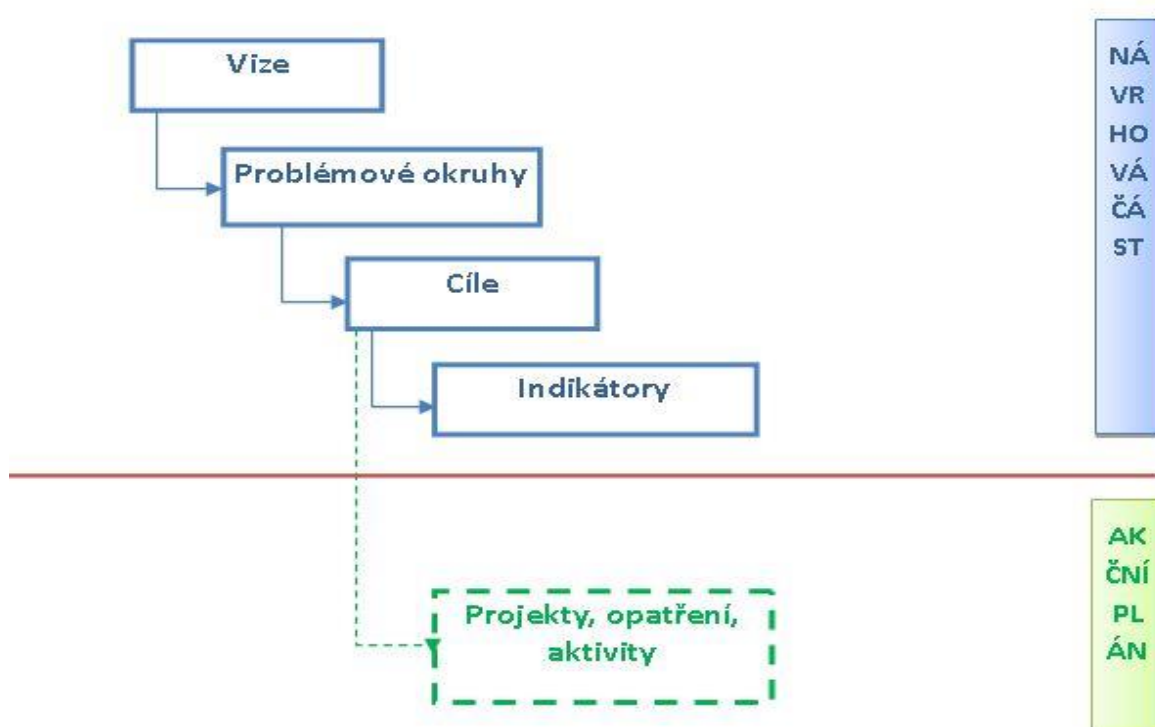 Vize
Problémové okruhy
Cíle
Indikátory
Projekty, opatření,
aktivity
NÁ
VR
HO
VÁ
ČÁ
ST
AK
ČNÍ
PL
ÁN